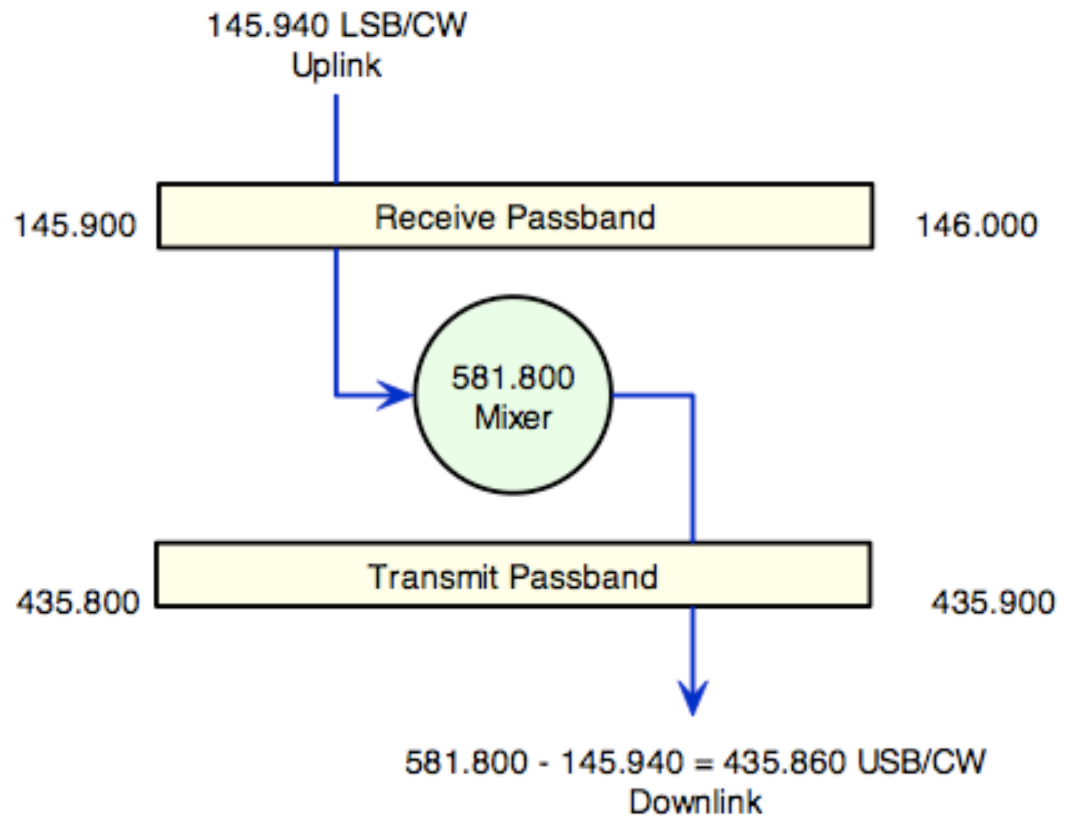 145.940 LSB/CW
Uplink
145.900
Receive Passband
146.000
581.800
Mixer
435.800
Transmit Passband
435.900
581.800 - 145.940 = 435.860 USB/CW
Downlink